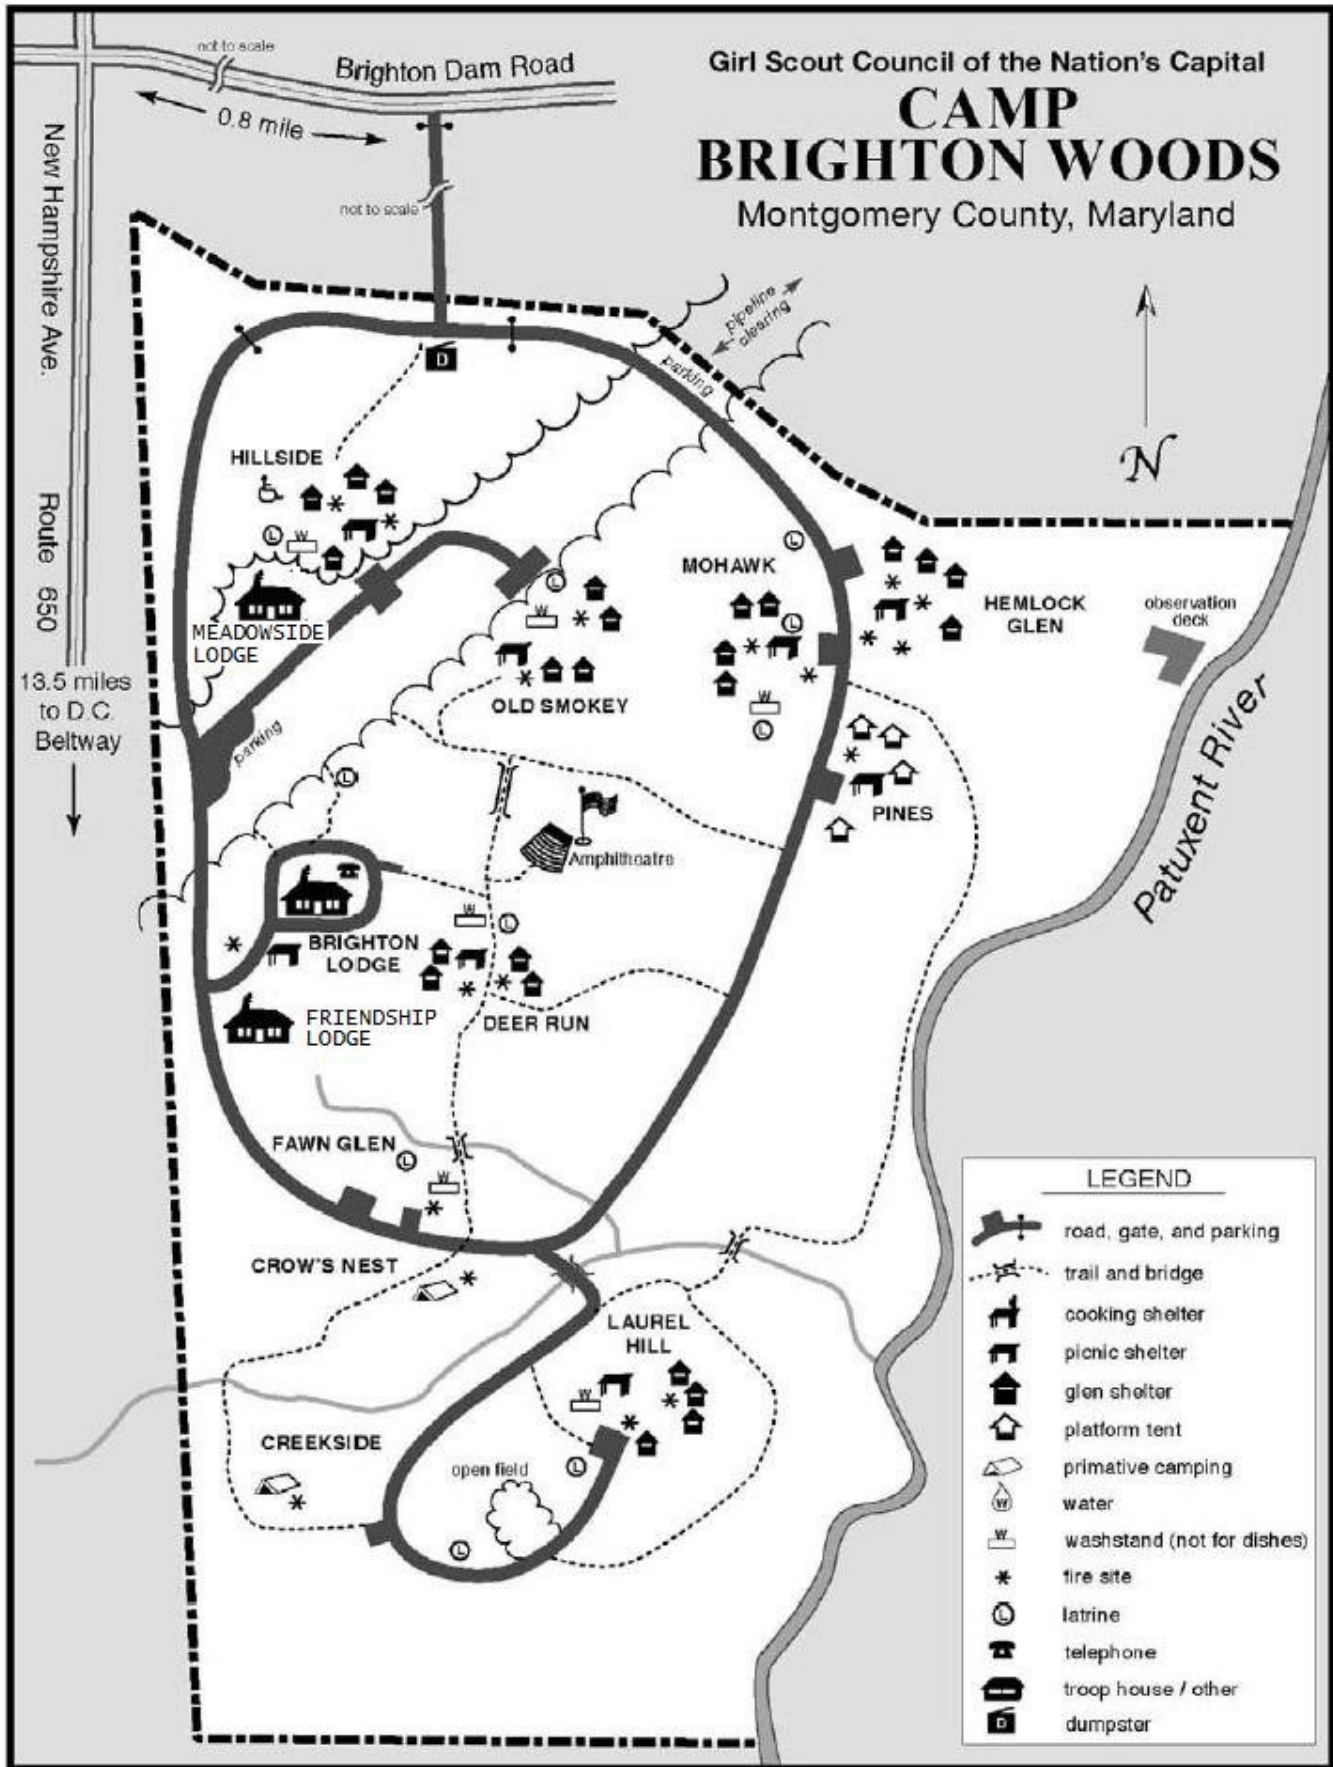 not to scale
Brighton Dam Road
0.8 mile
not to scale
Girl Scout Council of the Nation's Capital
CAMP
BRIGHTON WOODS
Montgomery County, Maryland
New Hampshire Ave.
Route 650
13.5 miles
to D.C.
Beltway
pipeline
clearing
parking
N
D
HILLSIDE
L
W
MEADOWSIDE
LODGE
parking
L
W
OLD SMOKEY
MOHAWK
L
L
W
L
HEMLOCK
GLEN
observation
deck
Patuxent River
PINES
L
Amphitheatre
BRIGHTON
LODGE
W
L
DEER RUN
FRIENDSHIP
LODGE
FAWN GLEN
L
W
CROW'S NEST
LAUREL
HILL
W
CREEKSIDE
open field
L
L
LEGEND
road, gate, and parking
trail and bridge
cooking shelter
picnic shelter
glen shelter
platform tent
primative camping
W water
W washstand (not for dishes)
fire site
L latrine
telephone
troop house / other
D dumpster